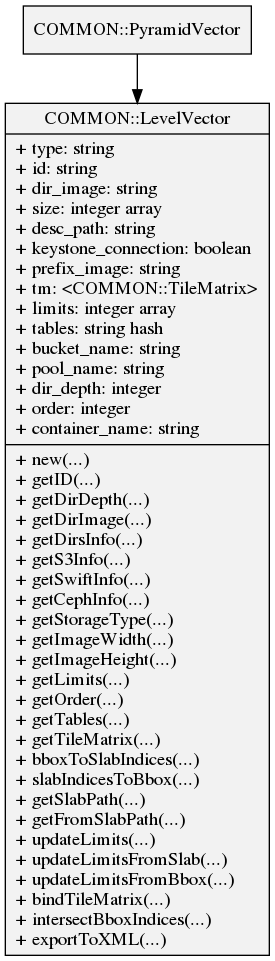 COMMON::PyramidVector
COMMON::LevelVector
+ type: string
+ id: string
+ dir_image: string
+ size: integer array
+ desc_path: string
+ keystone_connection: boolean
+ prefix_image: string
+ tm: <COMMON::TileMatrix>
+ limits: integer array
+ tables: string hash
+ bucket_name: string
+ pool_name: string
+ dir_depth: integer
+ order: integer
+ container_name: string
+ new(...)
+ getID(...)
+ getDirDepth(...)
+ getDirImage(...)
+ getDirsInfo(...)
+ getS3Info(...)
+ getSwiftInfo(...)
+ getCephInfo(...)
+ getStorageType(...)
+ getImageWidth(...)
+ getImageHeight(...)
+ getLimits(...)
+ getOrder(...)
+ getTables(...)
+ getTileMatrix(...)
+ bboxToSlabIndices(...)
+ slabIndicesToBbox(...)
+ getSlabPath(...)
+ getFromSlabPath(...)
+ updateLimits(...)
+ updateLimitsFromSlab(...)
+ updateLimitsFromBbox(...)
+ bindTileMatrix(...)
+ intersectBboxIndices(...)
+ exportToXML(...)